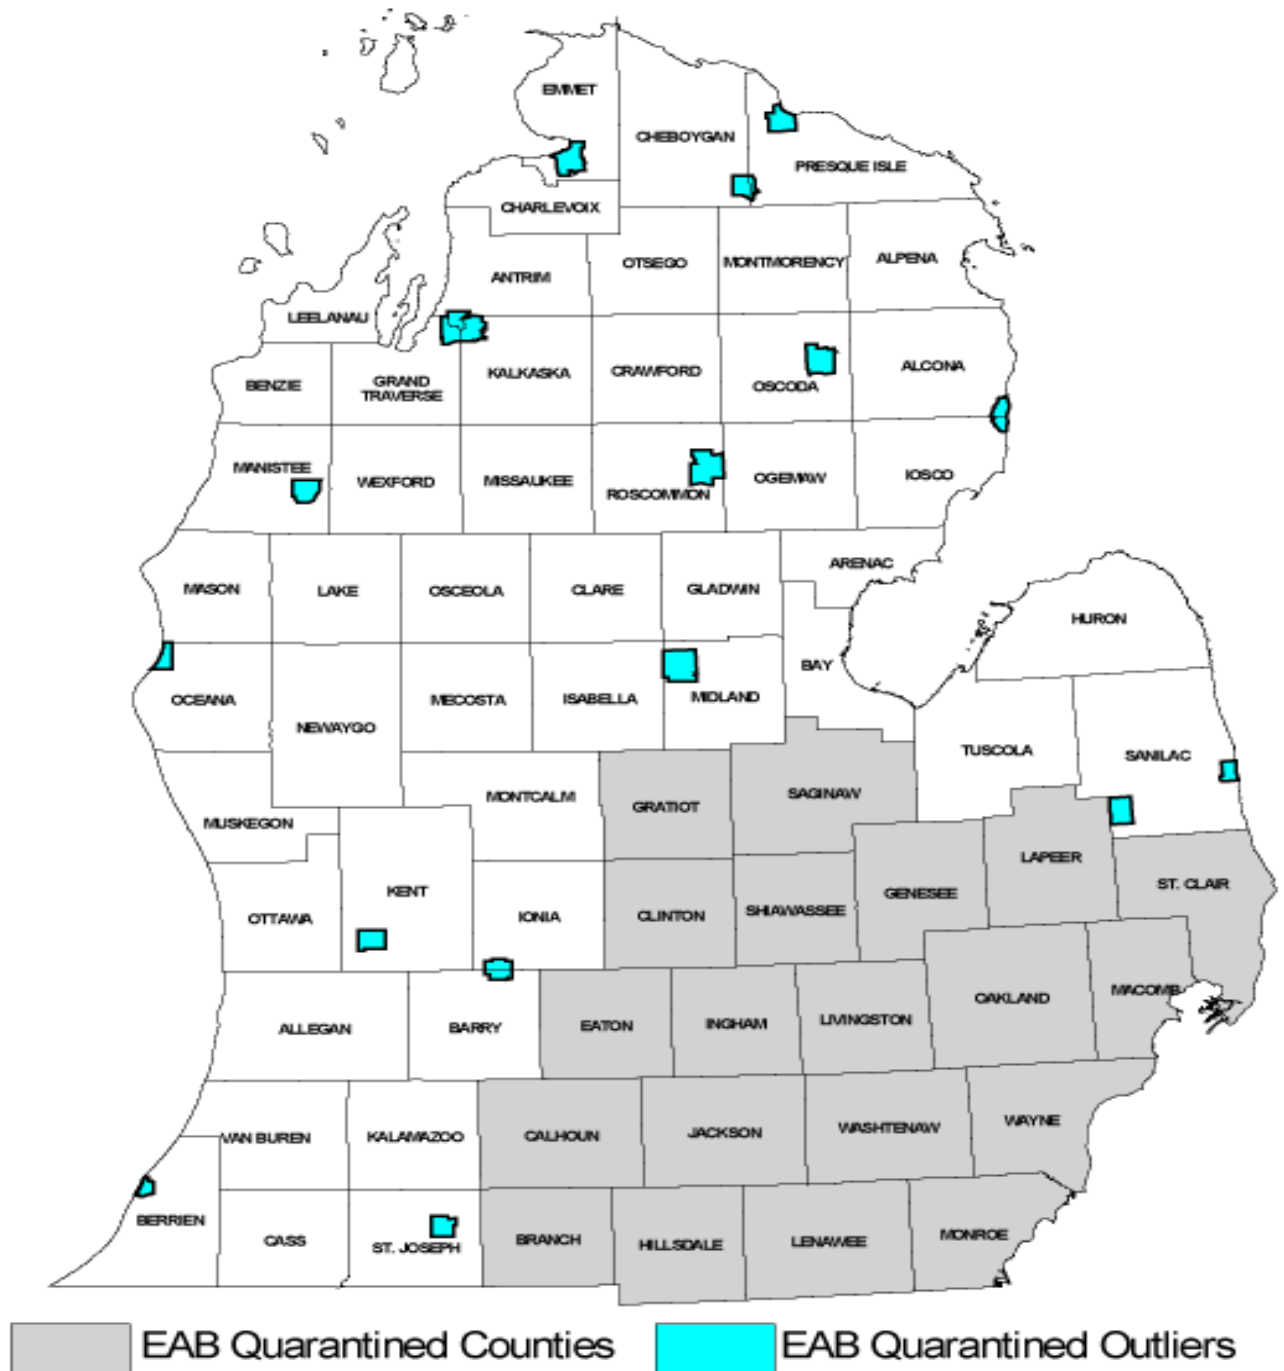 EMMET
CHEBOYGAN
PRESQUE ISLE
CHARLEVOIX
ANTRIM
OTSEGO
MONTMORENCY
ALPENA
LEELANAU
BENZIE
GRAND
TRAVERSE
KALKASKA
CRAWFORD
OSCODA
ALCONA
MANISTEE
WEXFORD
MISSAUKEE
ROSCOMMON
OGEMAW
IOSCO
ARENAC
MASON
LAKE
OSCEOLA
CLARE
GLADWIN
HURON
BAY
OCEANA
NEWAYGO
MECOSTA
ISABELLA
MIDLAND
TUSCOLA
SANILAC
MUSKEGON
MONTCALM
GRATIOT
SAGINAW
LAPEER
ST. CLAIR
KENT
GENESEE
OTTAWA
IONIA
CLINTON
SHIAWASSEE
OAKLAND
MACOMB
ALLEGAN
BARRY
EATON
INGHAM
LIVINGSTON
VAN BUREN
KALAMAZOO
CALHOUN
JACKSON
WASHTENAW
WAYNE
BERRIEN
CASS
ST. JOSEPH
BRANCH
HILLSDALE
LENAWEE
MONROE
EAB Quarantined Counties
EAB Quarantined Outliers